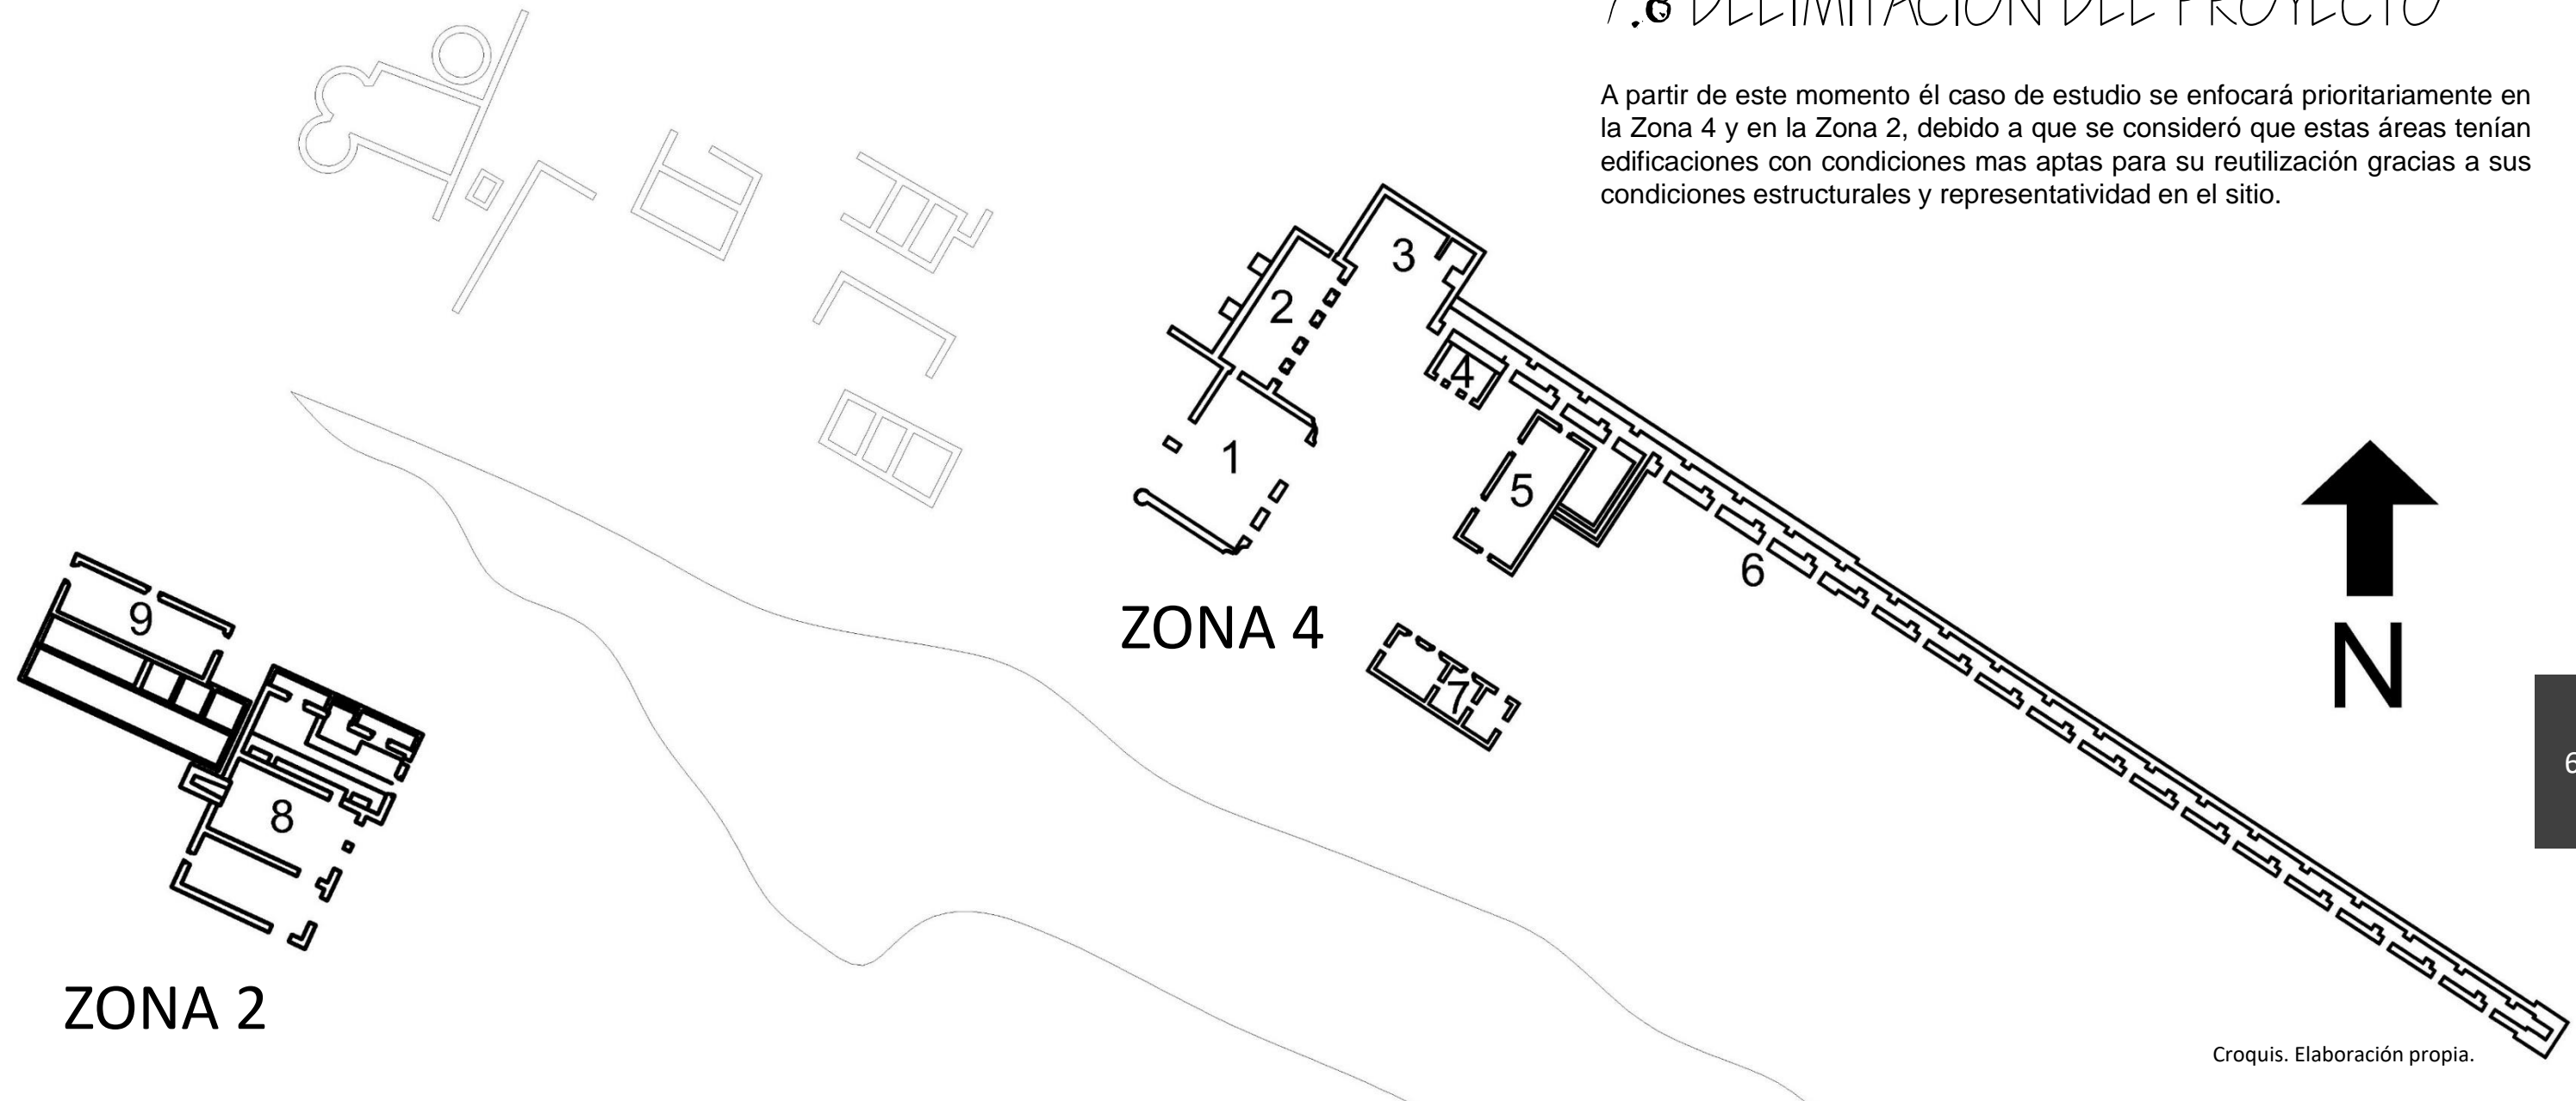 7.8 DELIMITACIÓN DEL PROYECTO
A partir de este momento él caso de estudio se enfocará prioritariamente en
la Zona 4 y en la Zona 2, debido a que se consideró que estas áreas tenían
edificaciones con condiciones mas aptas para su reutilización gracias a sus
condiciones estructurales y representatividad en el sitio.
3
2
4
1
5
6
ZONA 4
7
N
9
8
ZONA 2
Croquis. Elaboración propia.